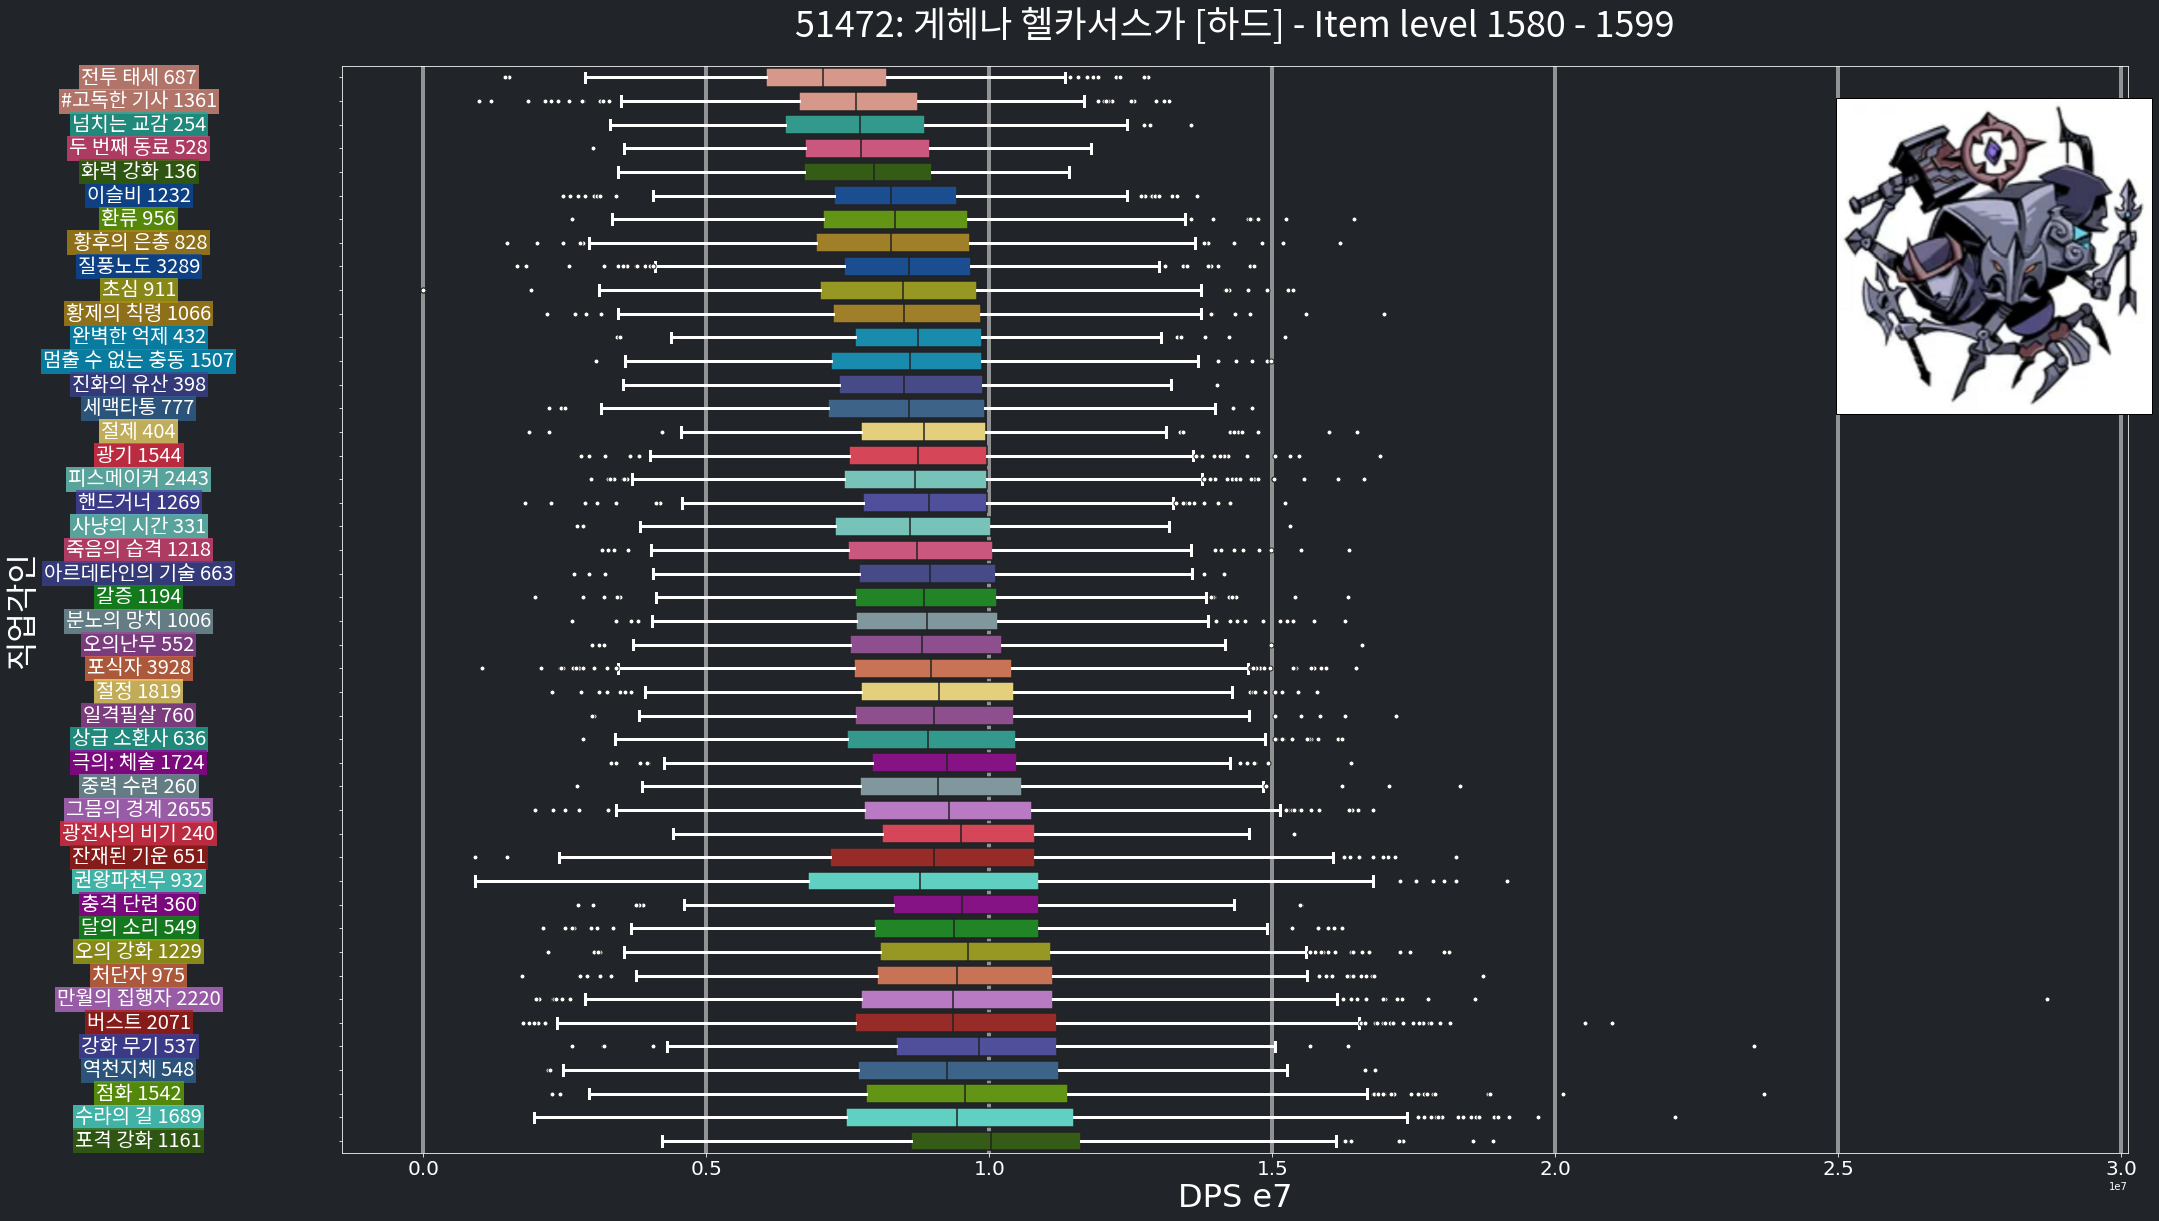 51472: 게헤나 헬카서스가 [하드] - Item level 1580 - 1599
직업각인
전투 태세 687
#고독한 기사 1361
넘치는 교감 254
두 번째 동료 528
화력 강화 136
이슬비 1232
환류 956
황후의 은총 828
질풍노도 3289
초심 911
황제의 칙령 1066
완벽한 억제 432
멈출 수 없는 충동 1507
진화의 유산 398
세맥타통 777
절제 404
광기 1544
피스메이커 2443
핸드거너 1269
사냥의 시간 331
죽음의 습격 1218
아르데타인의 기술 663
갈증 1194
분노의 망치 1006
오의난무 552
포식자 3928
절정 1819
일격필살 760
상급 소환사 636
극의: 체술 1724
중력 수련 260
그믐의 경계 2655
광전사의 비기 240
잔재된 기운 651
권왕파천무 932
충격 단련 360
달의 소리 549
오의 강화 1229
처단자 975
만월의 집행자 2220
버스트 2071
강화 무기 537
역천지체 548
점화 1542
수라의 길 1689
포격 강화 1161
0.0 0.5 1.0 1.5 2.0 2.5 3.0
1e7
DPS e7